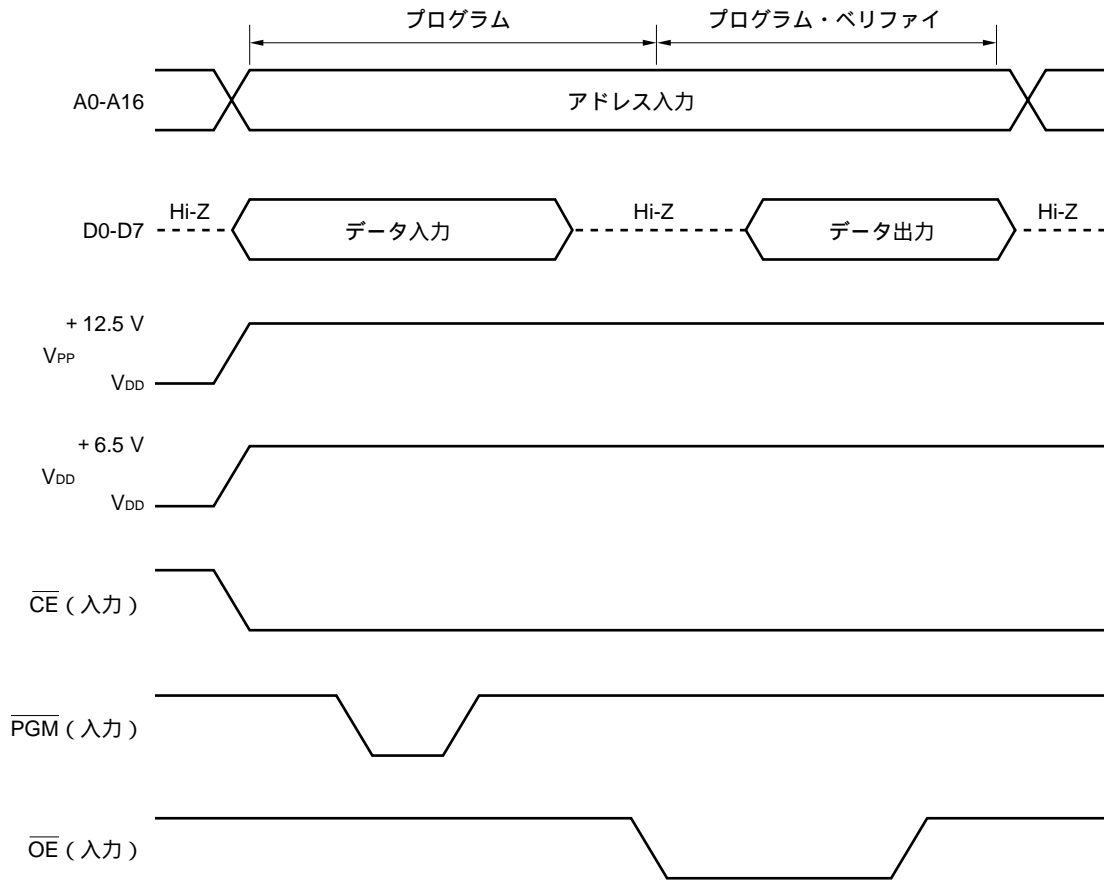 プログラム
プログラム・ベリファイ
A0-A16
アドレス入力
D0-D7
Hi-Z
データ入力
Hi-Z
データ出力
Hi-Z
+ 12.5 V
VPP
VDD
+ 6.5 V
VDD
VDD
CE ( 入力 )
PGM ( 入力 )
OE ( 入力 )